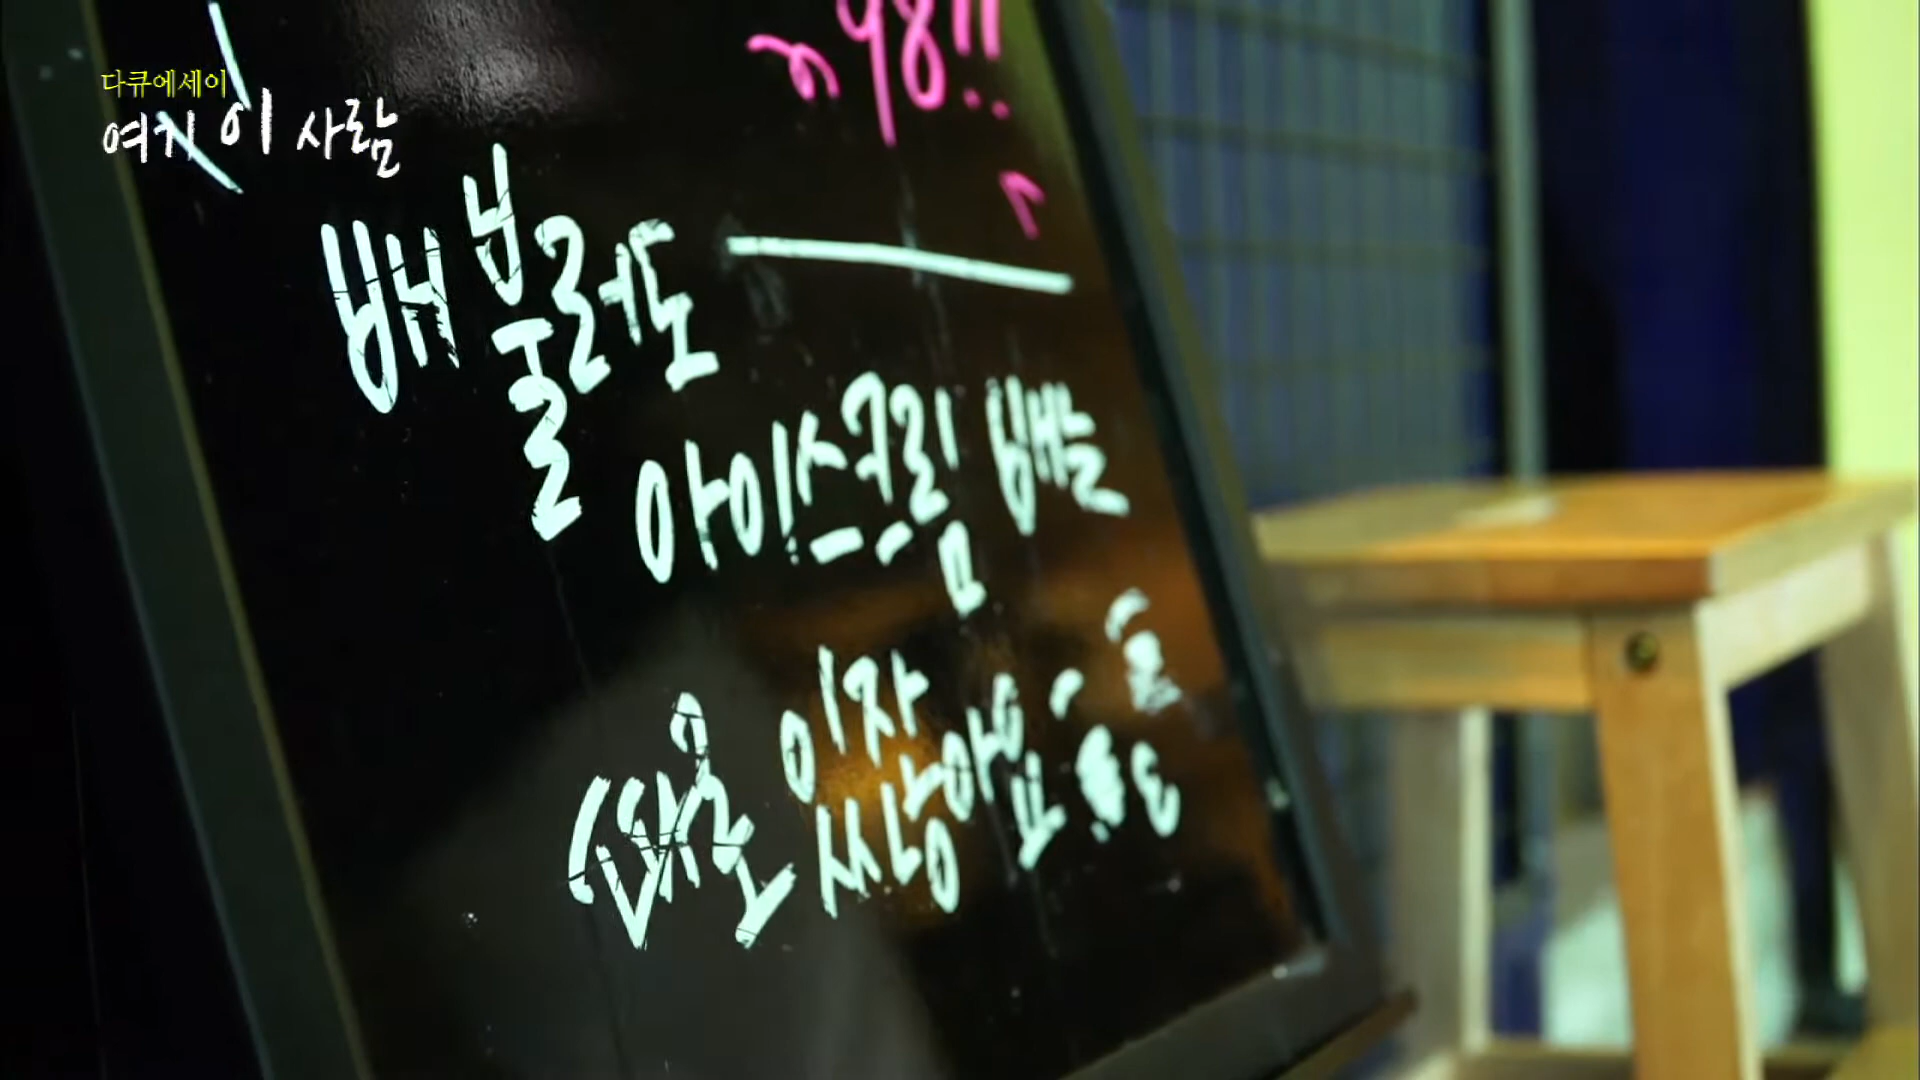 다큐에세이
여기 이 사람
배불러도
아이스크림 배는
따로 있잖아요